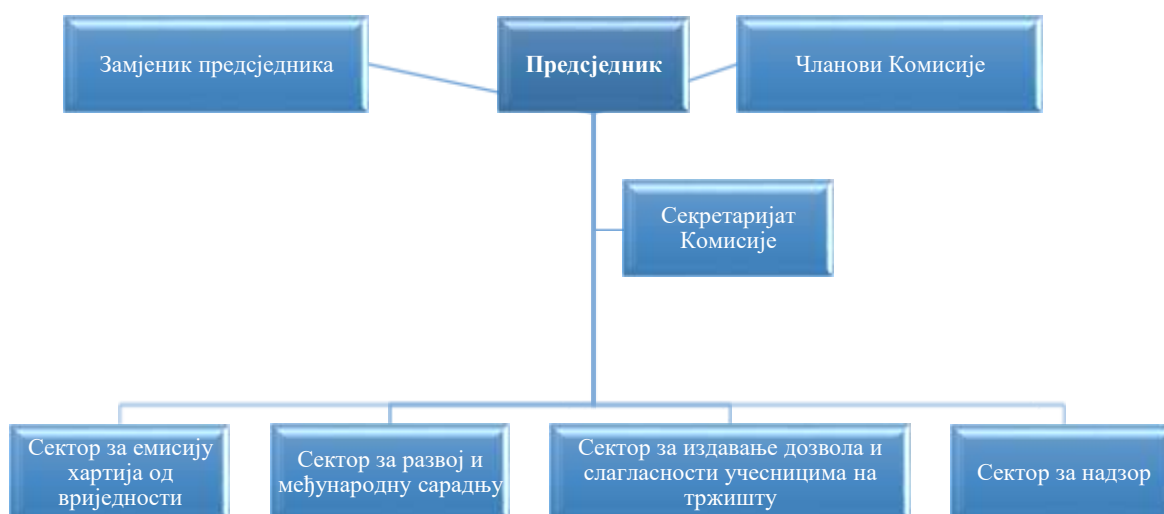 Замјеник предсједника
Предсједник
Чланови Комисије
Секретаријат
Комисије
Сектор за емисију
хартија од
вриједности
Сектор за развој и
међународну сарадњу
Сектор за издавање дозвола и
слагласности учесницима на
тржишту
Сектор за надзор